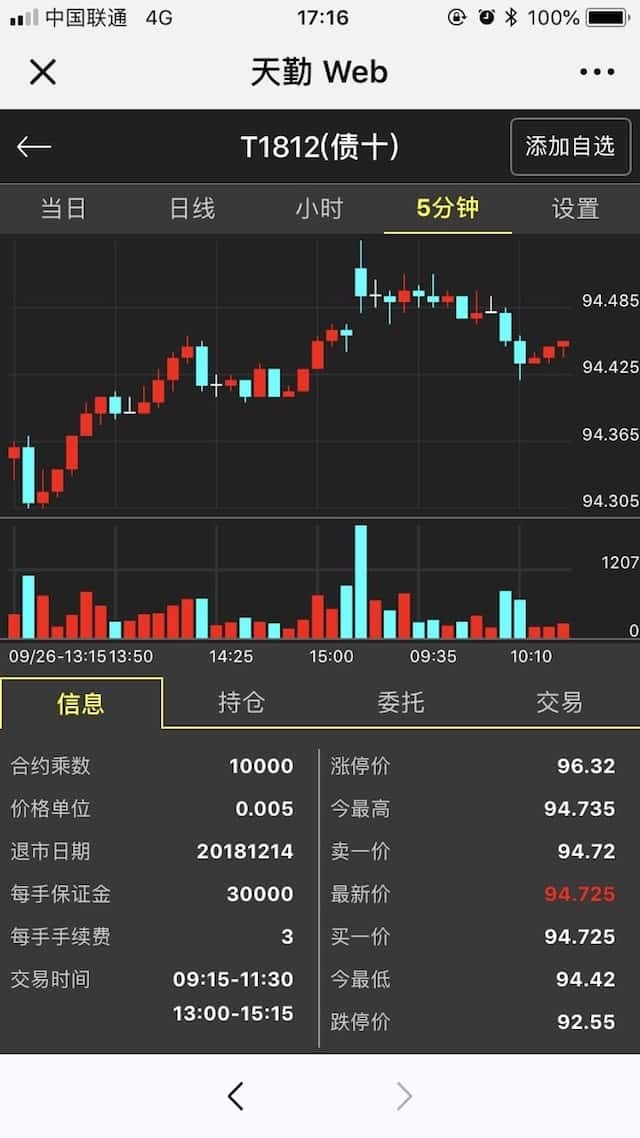 中国联通 4G 17:16 100%
天勤 Web
T1812(债十) 添加自选
当日 日线 小时 5分钟 设置
94.485
94.425
94.365
94.305
1207
0
09/26-13:15 13:50 14:25 15:00 09:35 10:10
信息 持仓 委托 交易
合约乘数 10000 涨停价 96.32
价格单位 0.005 今最高 94.735
退市日期 20181214 卖一价 94.72
每手保证金 30000 最新价 94.725
每手手续费 3 买一价 94.725
交易时间 09:15-11:30 今最低 94.42
13:00-15:15 跌停价 92.55